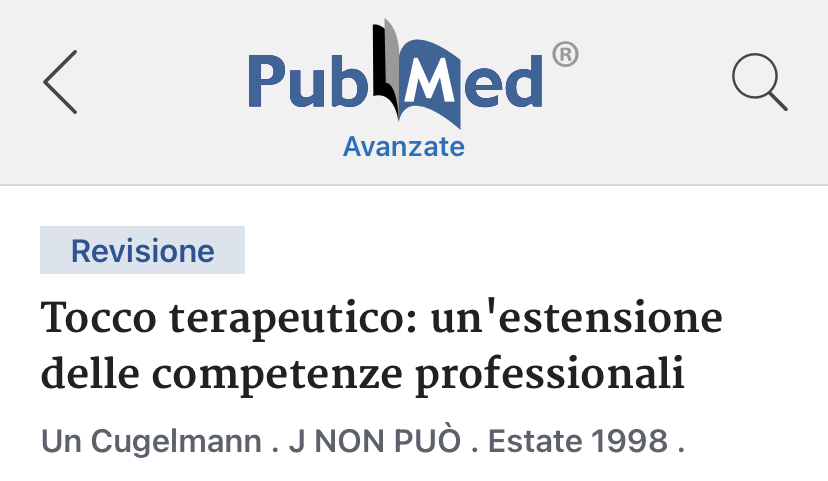 PubMed®
Avanzate
Revisione
Tocco terapeutico: un'estensione
delle competenze professionali
Un Cugelmann . J NON PUÒ . Estate 1998 .